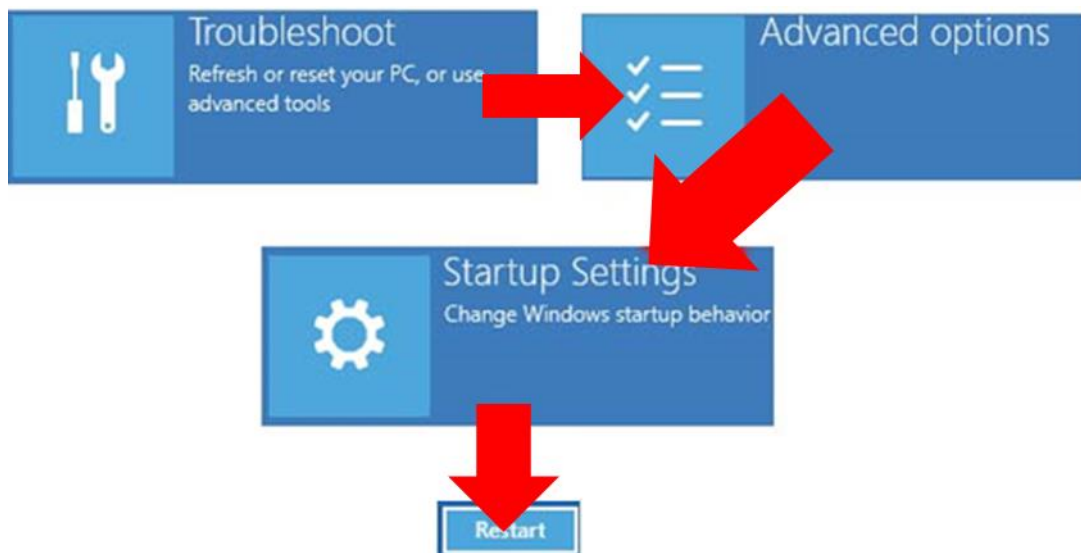 Troubleshoot
Refresh or reset your PC, or use
advanced tools
Advanced options
Startup Settings
Change Windows startup behavior
Restart